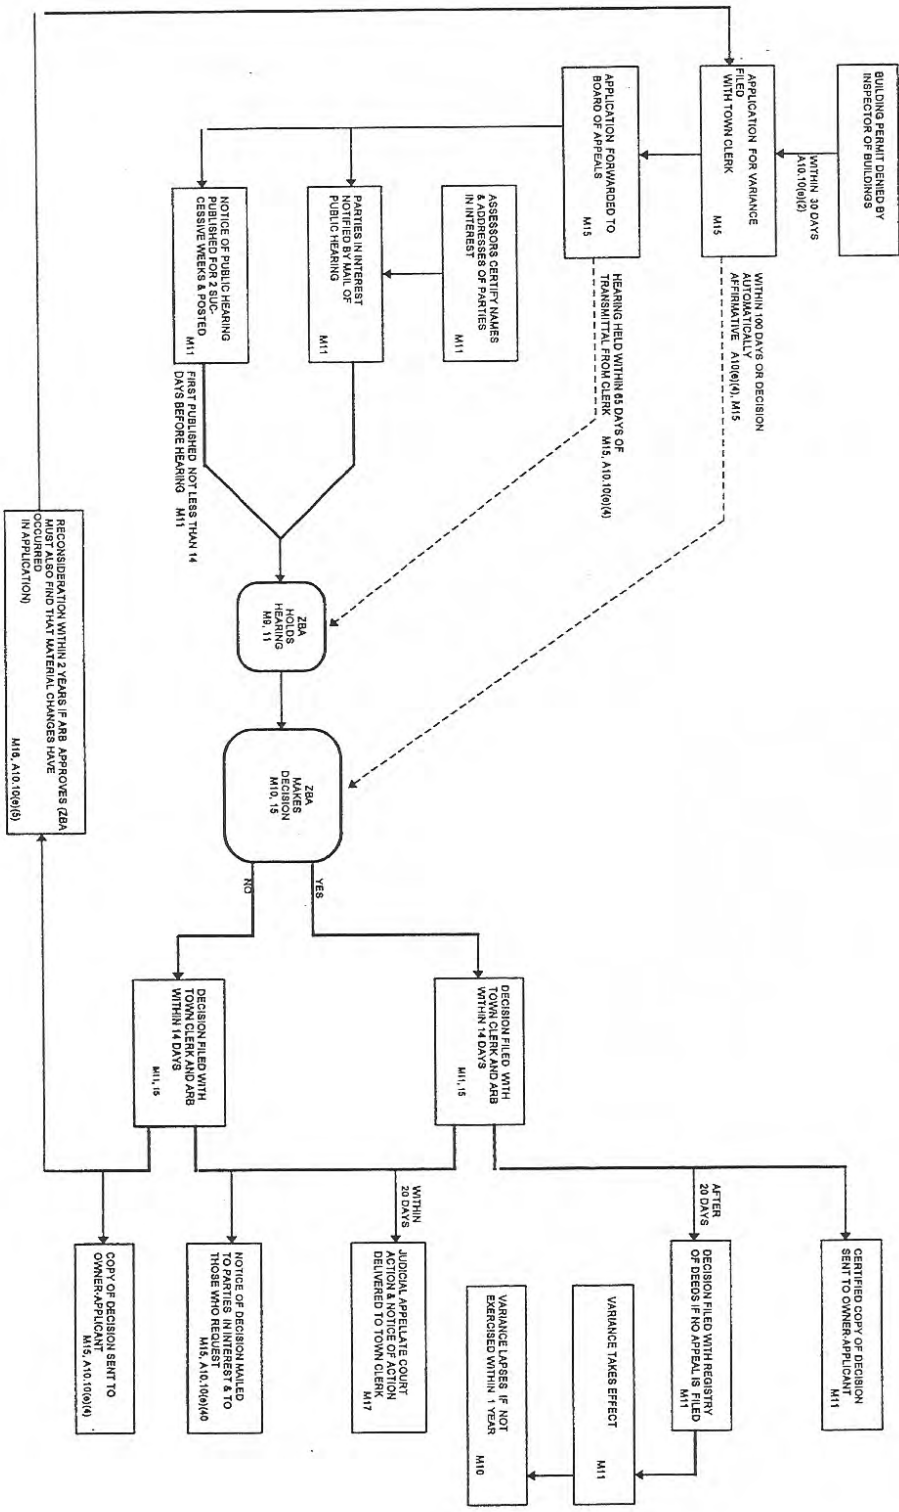 BUILDING PERMIT DENIED BY
INSPECTOR OF BUILDINGS
WITHIN 30 DAYS
A10.10(e)(2)
APPLICATION FOR VARIANCE
FILED
WITH TOWN CLERK
M15
WITHIN 100 DAYS OR DECISION
AUTOMATICALLY
AFFIRMATIVE A10(e)(4), M15
APPLICATION FORWARDED TO
BOARD OF APPEALS
M15
HEARING HELD WITHIN 65 DAYS OF
TRANSMITTAL FROM CLERK M15, A10.10(e)(4)
ASSESSORS CERTIFY NAMES
& ADDRESSES OF PARTIES
IN INTEREST
M11
PARTIES IN INTEREST
NOTIFIED BY MAIL OF
PUBLIC HEARING
M11
NOTICE OF PUBLIC HEARING
PUBLISHED FOR 2 SUC-
CESSIVE WEEKS & POSTED
M11
FIRST PUBLISHED NOT LESS THAN 14
DAYS BEFORE HEARING M11
ZBA
HOLDS
HEARING
M9, 11
ZBA
MAKES
DECISION
M10, 15
YES
NO
DECISION FILED WITH
TOWN CLERK AND ARB
WITHIN 14 DAYS
M11, 15
DECISION FILED WITH
TOWN CLERK AND ARB
WITHIN 14 DAYS
M11, 15
CERTIFIED COPY OF DECISION
SENT TO OWNER-APPLICANT
M11
AFTER
20 DAYS
DECISION FILED WITH REGISTRY
OF DEEDS IF NO APPEAL IS FILED
M11
VARIANCE TAKES EFFECT
M11
VARIANCE LAPSES IF NOT
EXERCISED WITHIN 1 YEAR
M10
WITHIN
20 DAYS
JUDICIAL APPELLATE COURT
ACTION & NOTICE OF ACTION
DELIVERED TO TOWN CLERK
M17
NOTICE OF DECISION MAILED
TO PARTIES IN INTEREST & TO
THOSE WHO REQUEST
M15, A10.10(e)(40
COPY OF DECISION SENT TO
OWNER-APPLICANT
M15, A10.10(e)(4)
RECONSIDERATION WITHIN 2 YEARS IF ARB APPROVES (ZBA
MUST ALSO FIND THAT MATERIAL CHANGES HAVE
OCCURRED
IN APPLICATION)
M16, A10.10(e)(5)